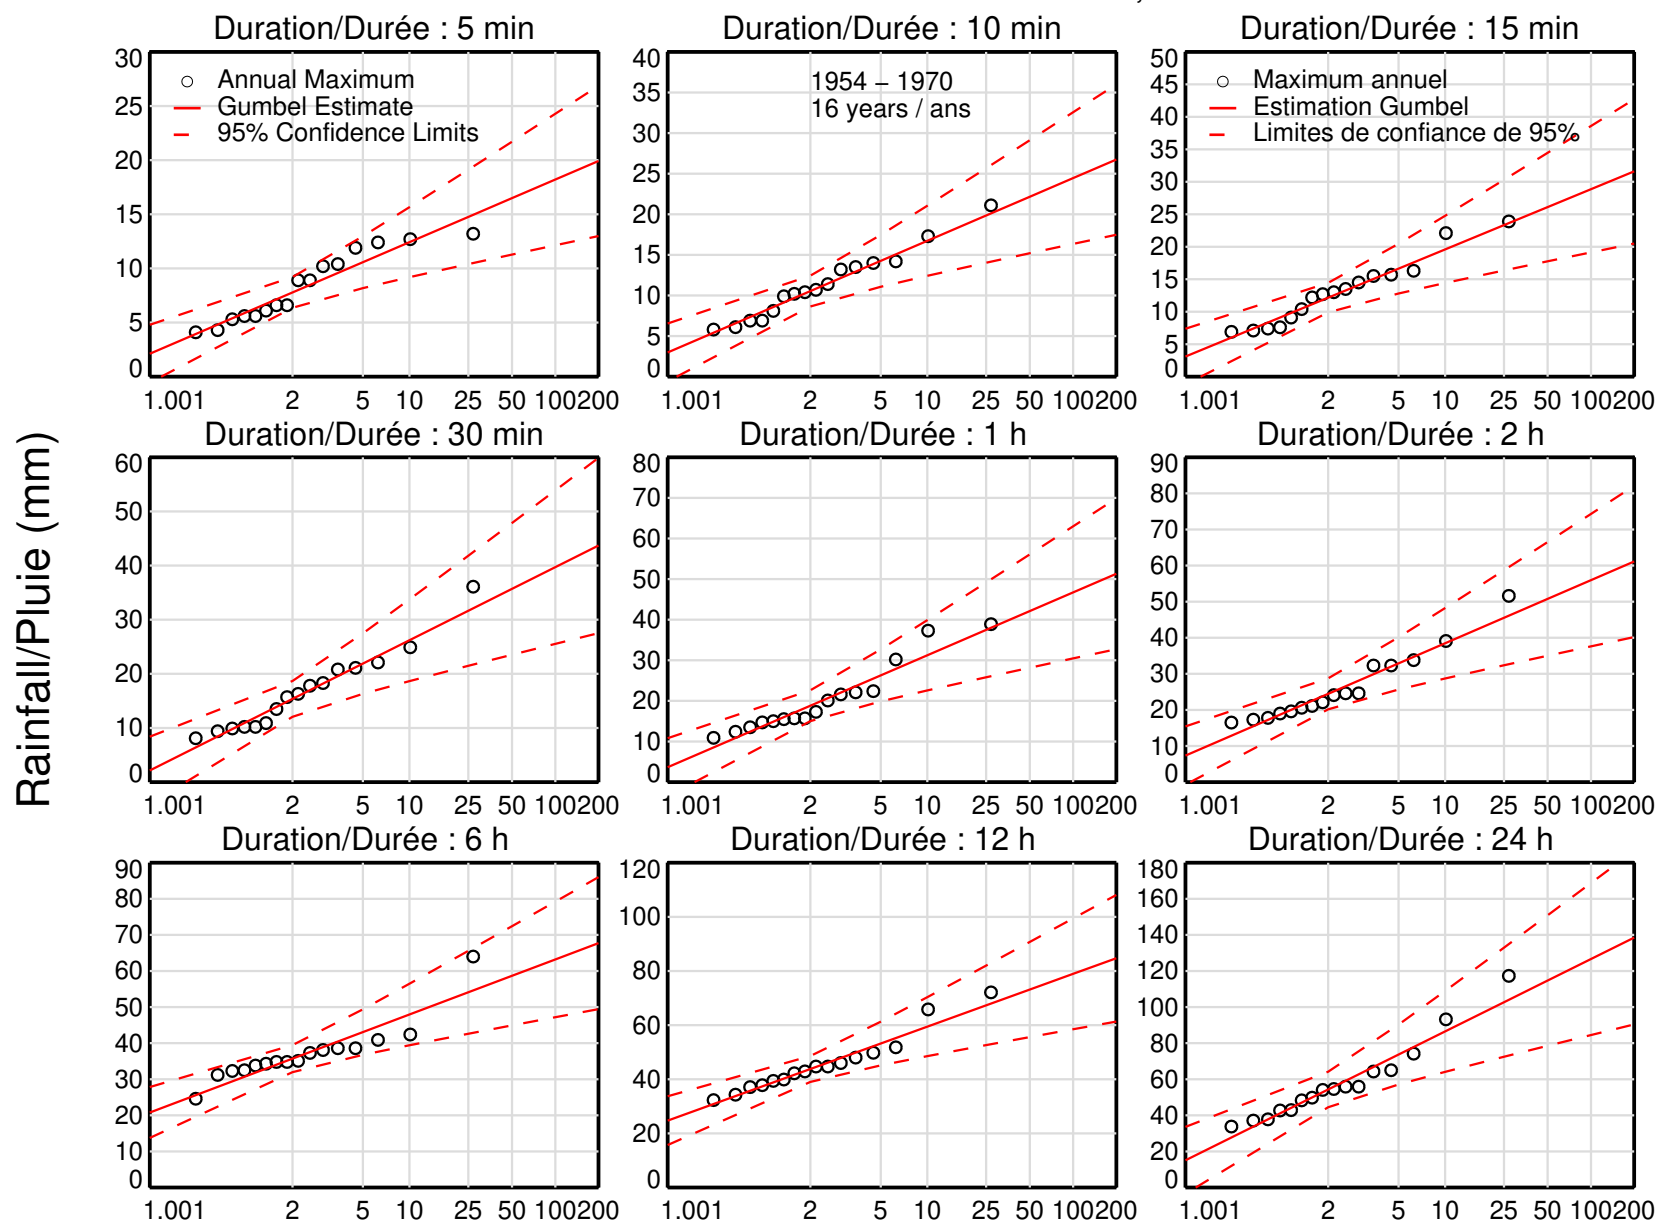 Duration/Durée : 5 min
Duration/Durée : 10 min
Duration/Durée : 15 min
30
25
20
15
10
5
0
Annual Maximum
Gumbel Estimate
95% Confidence Limits
1.001 2 5 10 25 50 100200
40
35
30
25
20
15
10
5
0
1954 – 1970
16 years / ans
1.001 2 5 10 25 50 100200
50
45
40
35
30
25
20
15
10
5
0
Maximum annuel
Estimation Gumbel
Limites de confiance de 95%
1.001 2 5 10 25 50 100200
Rainfall/Pluie (mm)
Duration/Durée : 30 min
Duration/Durée : 1 h
Duration/Durée : 2 h
60
50
40
30
20
10
0
1.001 2 5 10 25 50 100200
80
70
60
50
40
30
20
10
0
1.001 2 5 10 25 50 100200
90
80
70
60
50
40
30
20
10
0
1.001 2 5 10 25 50 100200
Duration/Durée : 6 h
Duration/Durée : 12 h
Duration/Durée : 24 h
90
80
70
60
50
40
30
20
10
0
1.001 2 5 10 25 50 100200
120
100
80
60
40
20
0
1.001 2 5 10 25 50 100200
180
160
140
120
100
80
60
40
20
0
1.001 2 5 10 25 50 100200